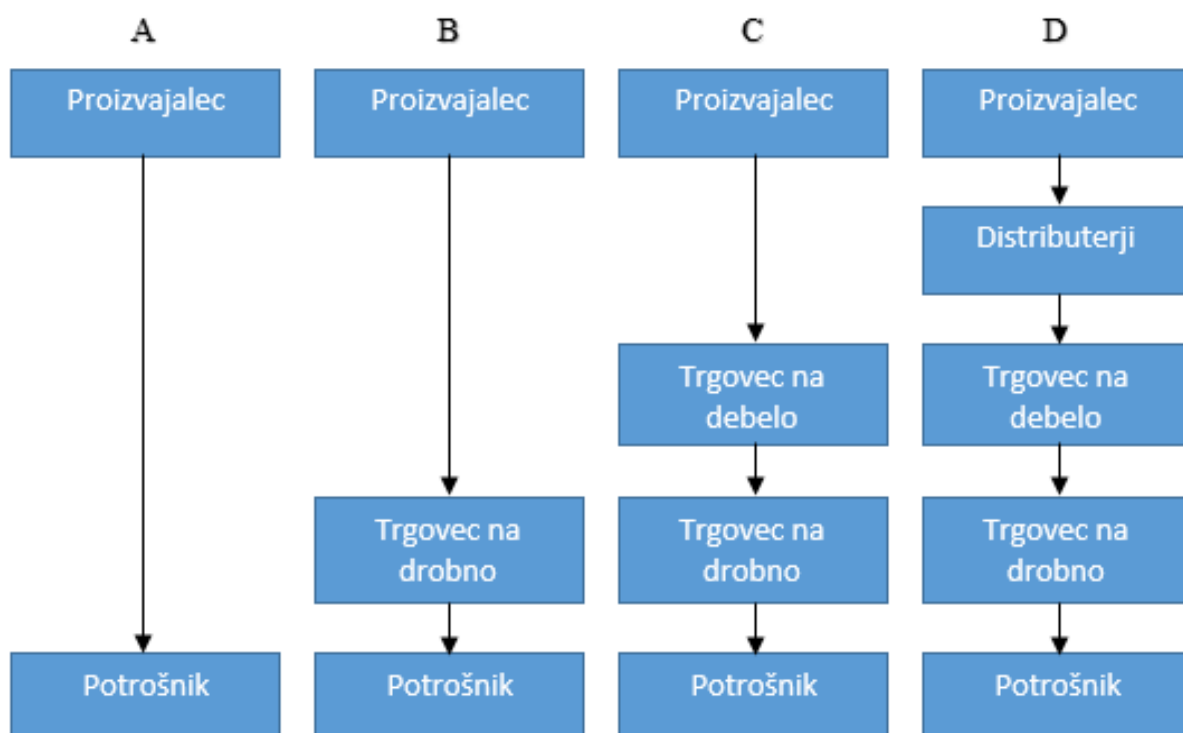 A
B
C
D
Proizvajalec
Proizvajalec
Proizvajalec
Proizvajalec
Distributerji
Trgovec na
debelo
Trgovec na
debelo
Trgovec na
drobno
Trgovec na
drobno
Trgovec na
drobno
Potrošnik
Potrošnik
Potrošnik
Potrošnik